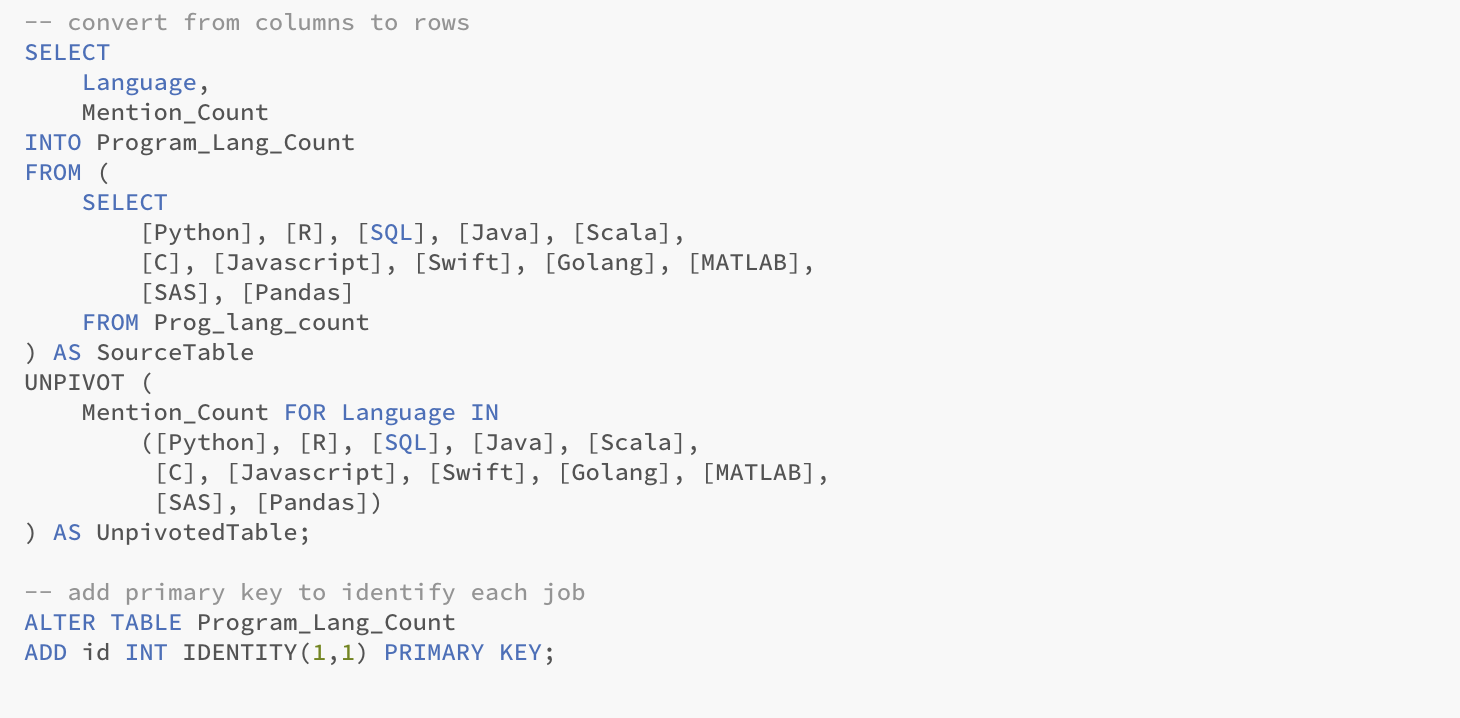 -- convert from columns to rows
SELECT
    Language,
    Mention_Count
INTO Program_Lang_Count
FROM (
    SELECT
        [Python], [R], [SQL], [Java], [Scala],
        [C], [Javascript], [Swift], [Golang], [MATLAB],
        [SAS], [Pandas]
    FROM Prog_lang_count
) AS SourceTable
UNPIVOT (
    Mention_Count FOR Language IN
        ([Python], [R], [SQL], [Java], [Scala],
         [C], [Javascript], [Swift], [Golang], [MATLAB],
         [SAS], [Pandas])
) AS UnpivotedTable;

-- add primary key to identify each job
ALTER TABLE Program_Lang_Count
ADD id INT IDENTITY(1,1) PRIMARY KEY;